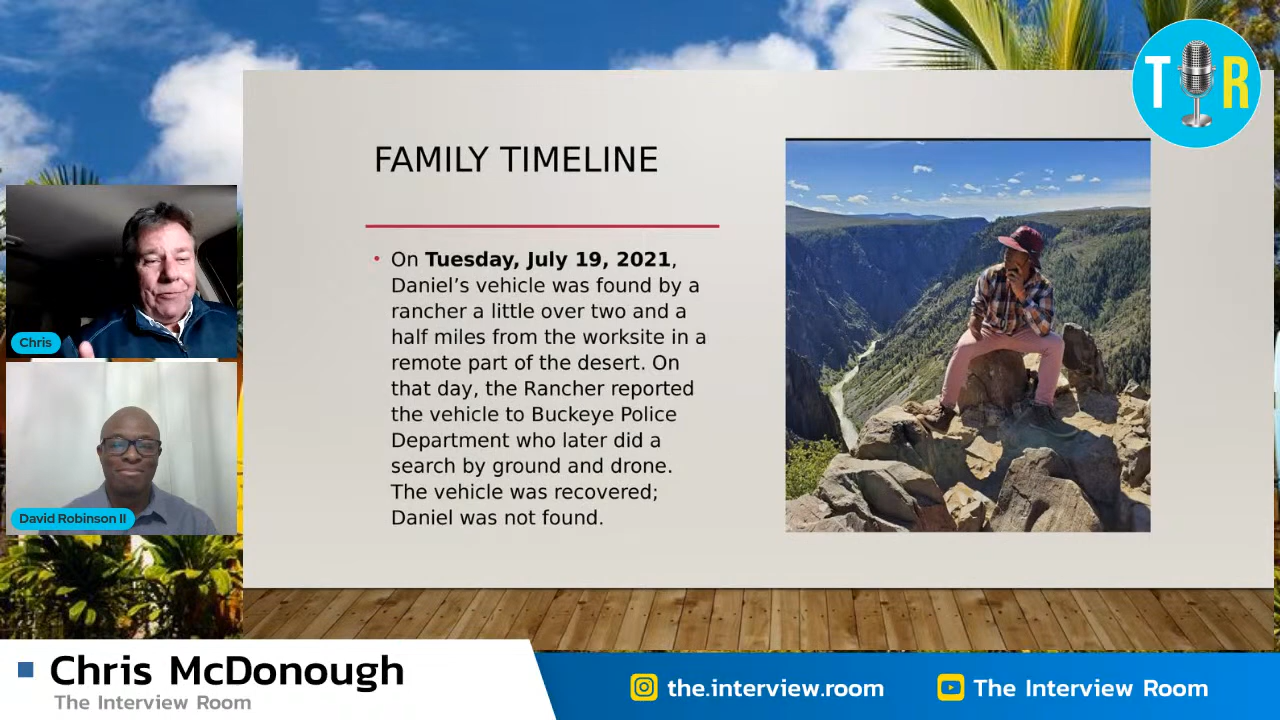 T R
FAMILY TIMELINE
• On Tuesday, July 19, 2021,
Daniel’s vehicle was found by a
rancher a little over two and a
half miles from the worksite in a
remote part of the desert. On
that day, the Rancher reported
the vehicle to Buckeye Police
Department who later did a
search by ground and drone.
The vehicle was recovered;
Daniel was not found.
Chris
David Robinson II
Chris McDonough
The Interview Room
the.interview.room
The Interview Room